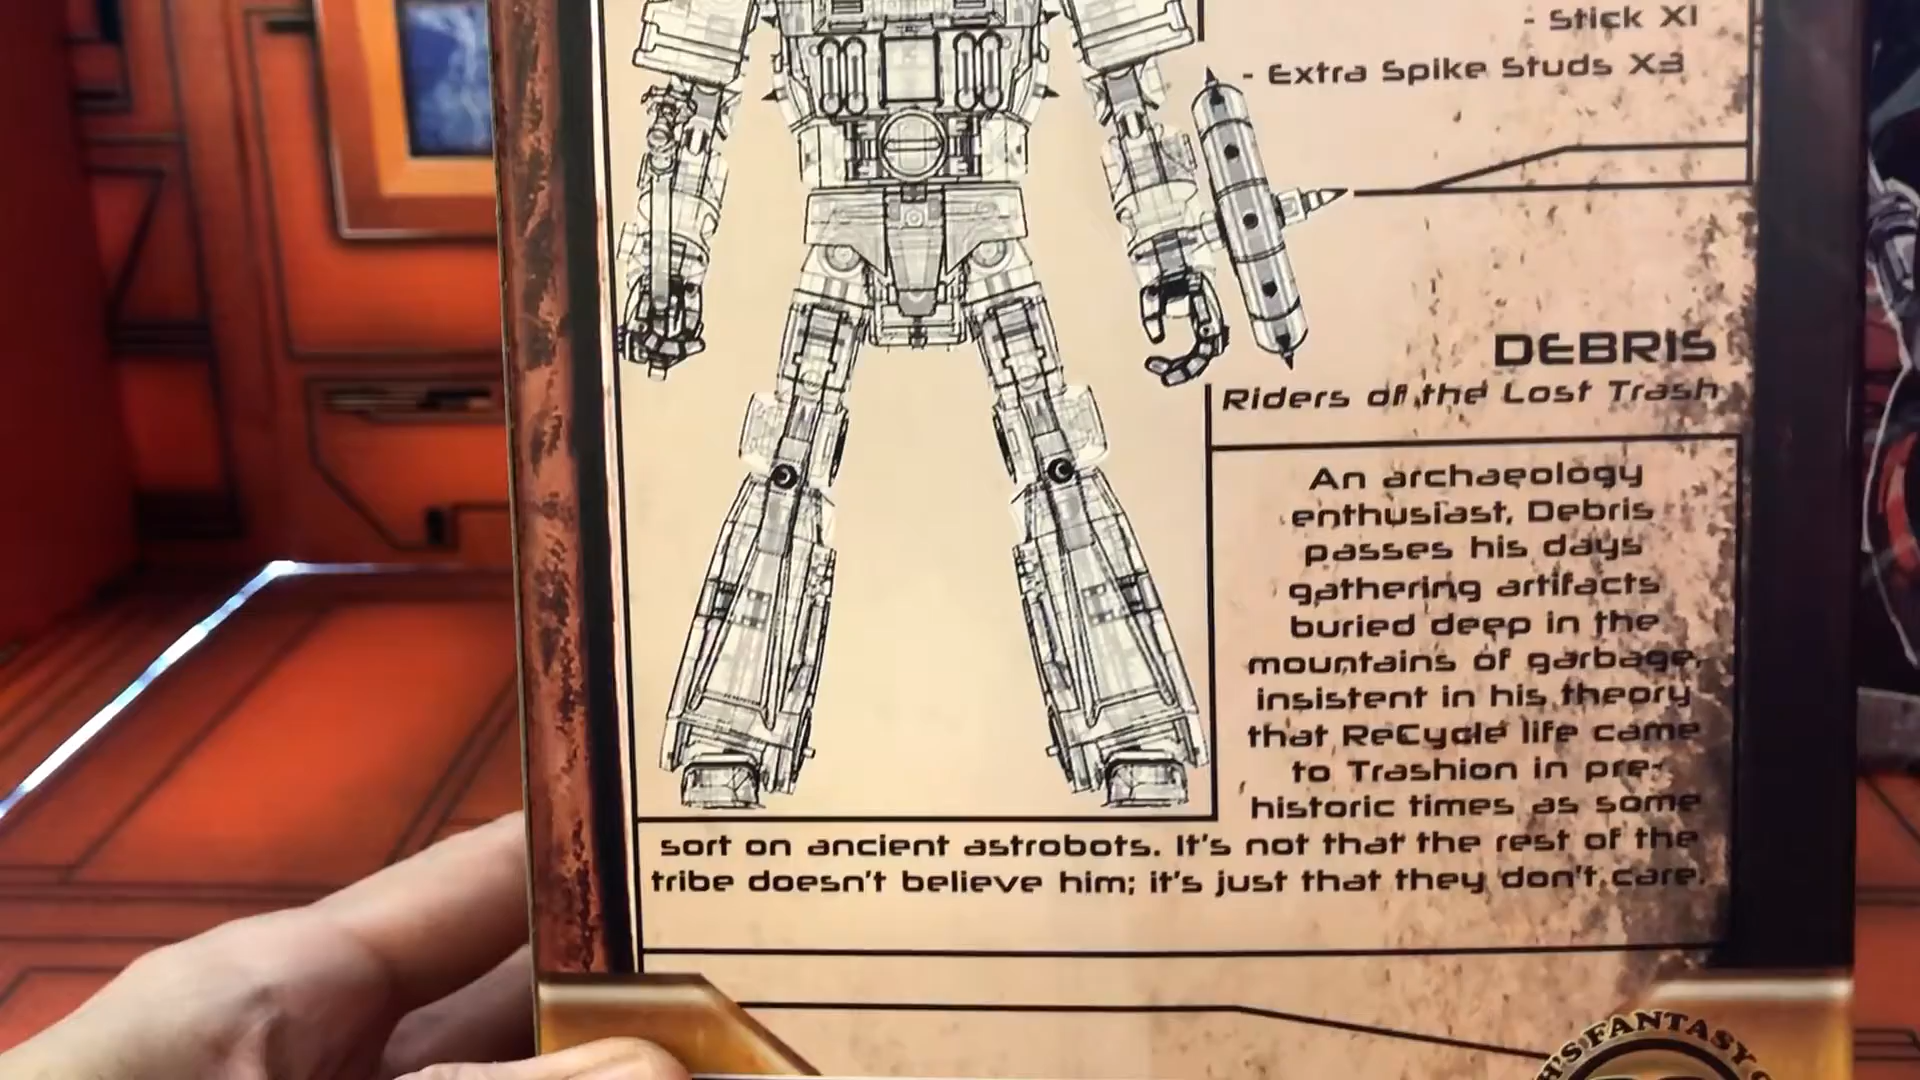 - Stick X1
- Extra Spike Studs X3
DEBRIS
Riders of the Lost Trash
An archaeology
enthusiast, Debris
passes his days
gathering artifacts
buried deep in the
mountains of garbage,
insistent in his theory
that ReCycle life came
to Trashion in pre-
historic times as some
sort on ancient astrobots. It's not that the rest of the
tribe doesn't believe him; it's just that they don't care.
H'S FANTASY